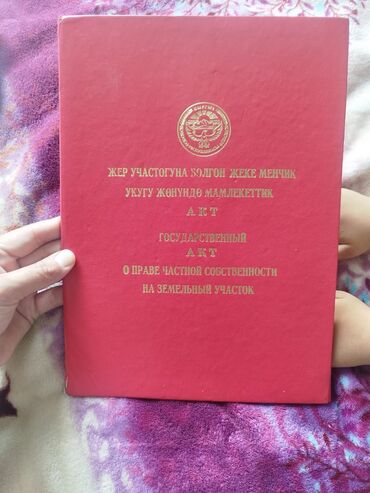 ЖЕР УЧАСТОГУНА БОЛГОН ЖЕКЕ МЕНЧИК
УКУГУ ЖӨНҮНДӨ МАМЛЕКЕТТИК
АКТ
ГОСУДАРСТВЕННЫЙ
АКТ
О ПРАВЕ ЧАСТНОЙ СОБСТВЕННОСТИ
НА ЗЕМЕЛЬНЫЙ УЧАСТОК